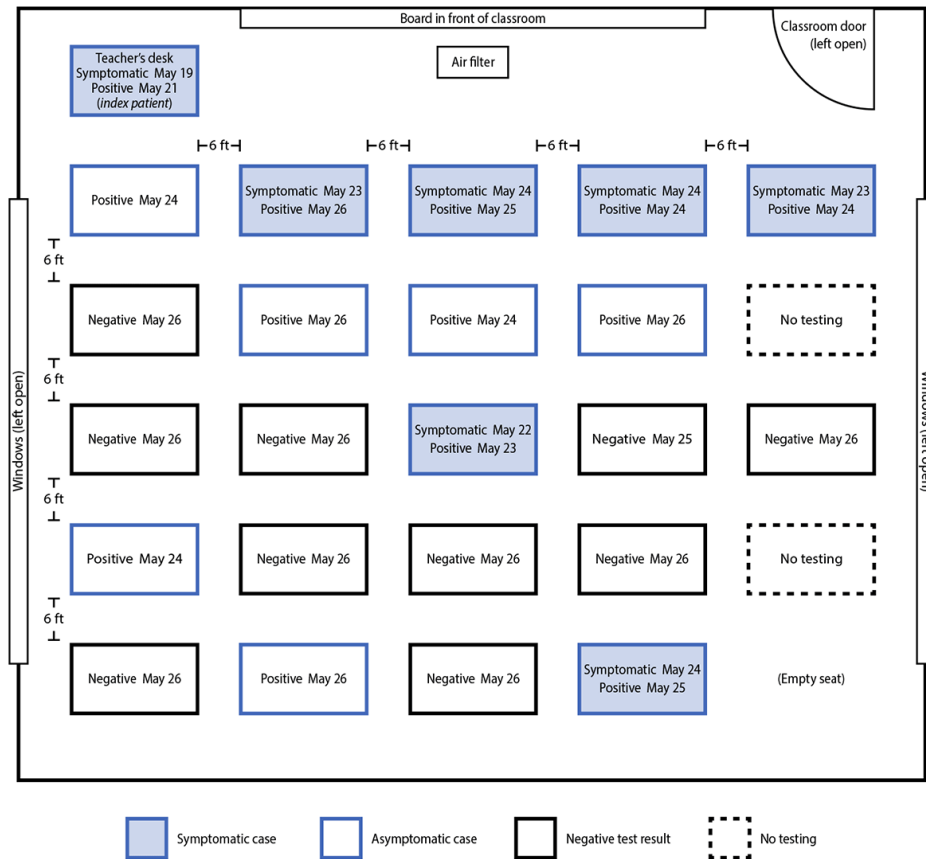 Board in front of classroom
Classroom door
(left open)
Air filter
Teacher's desk
Symptomatic May 19
Positive May 21
(index patient)
6 ft
6 ft
6 ft
6 ft
Positive May 24
Symptomatic May 23
Positive May 26
Symptomatic May 24
Positive May 25
Symptomatic May 24
Positive May 24
Symptomatic May 23
Positive May 24
6 ft
Negative May 26
Positive May 26
Positive May 24
Positive May 26
No testing
6 ft
Windows (left open)
Negative May 26
Negative May 26
Symptomatic May 22
Positive May 23
Negative May 25
Negative May 26
Windows (left open)
6 ft
Positive May 24
Negative May 26
Negative May 26
Negative May 26
No testing
6 ft
Negative May 26
Positive May 26
Negative May 26
Symptomatic May 24
Positive May 25
(Empty seat)
Symptomatic case
Asymptomatic case
Negative test result
No testing